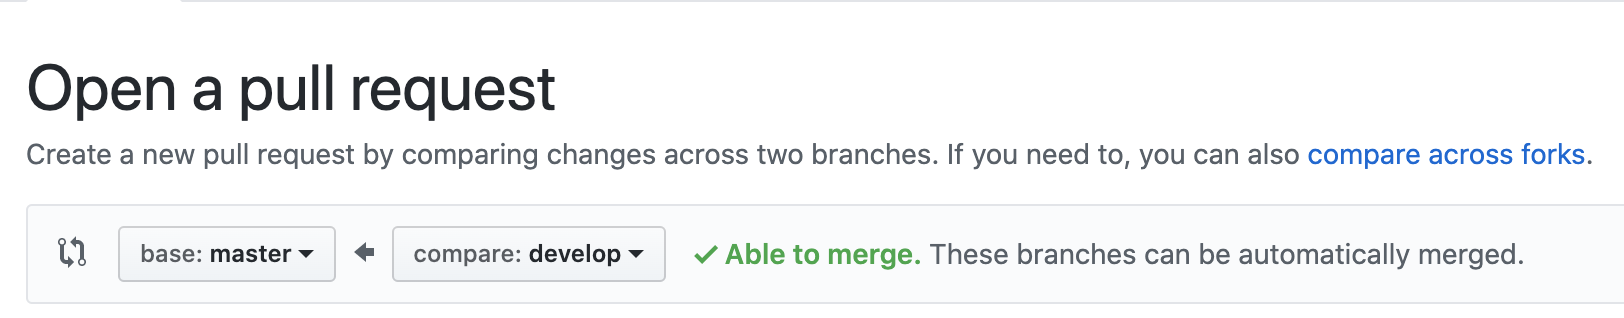 Open a pull request
Create a new pull request by comparing changes across two branches. If you need to, you can also compare across forks.
base: master compare: develop Able to merge. These branches can be automatically merged.